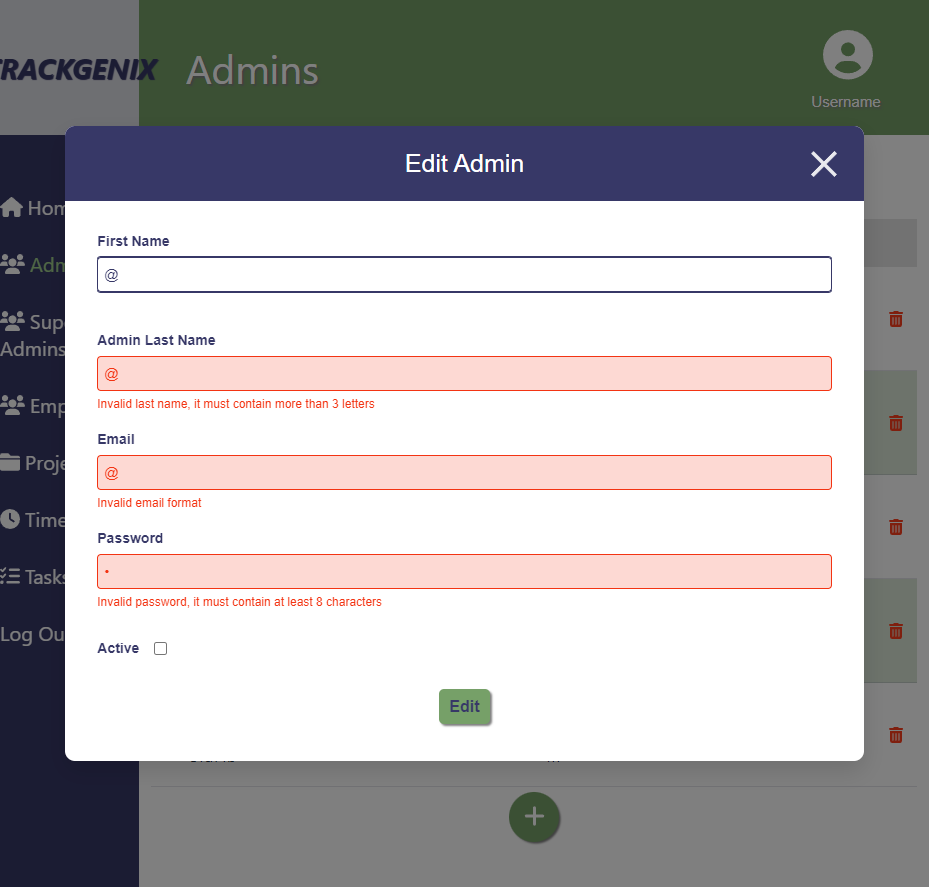 RACKGENIX
Admins
Username
Edit Admin
Hom
First Name
Adm
@
Sup
Admins
Admin Last Name
@
Invalid last name, it must contain more than 3 letters
Emp
Email
Proje
@
Invalid email format
Time
Password
•
Tasks
Invalid password, it must contain at least 8 characters
Log Ou
Active
Edit